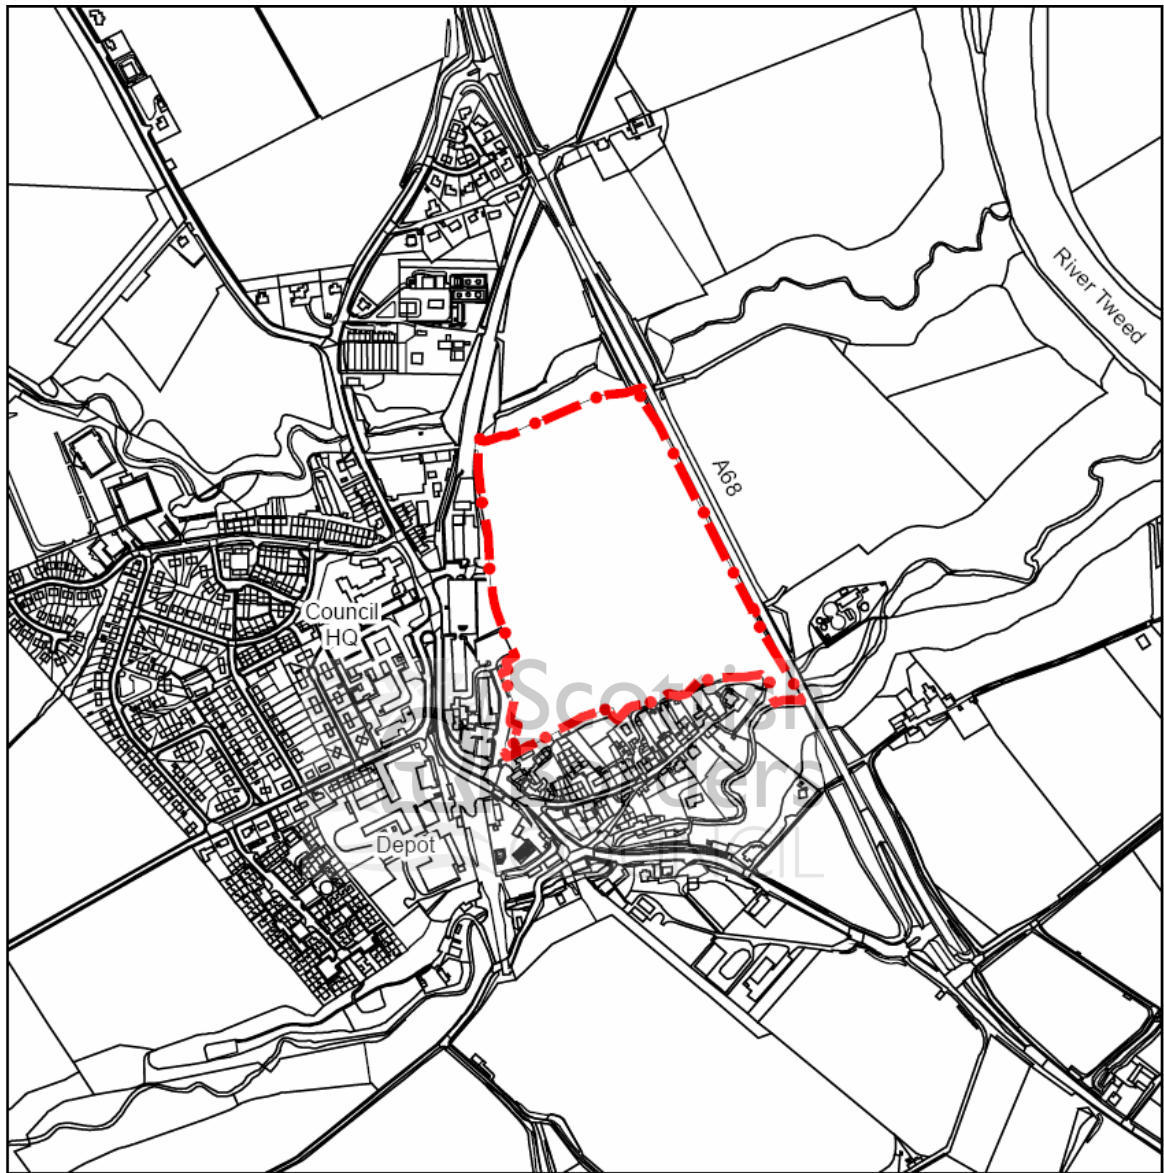 River Tweed
A68
Council
HQ
Scottish
Borders
COUNCIL
Depot